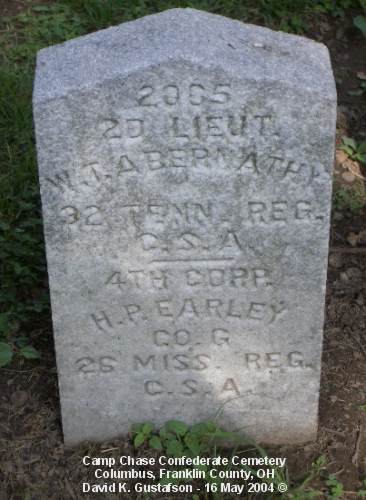 2065
2D LIEUT.
W.T. ABERNATHY
32 TENN. REG.
C.S.A.
4TH CORP.
H.P. EARLEY
CO. G
26 MISS. REG.
C.S.A.
Camp Chase Confederate Cemetery
Columbus, Franklin County, OH
David K. Gustafson - 16 May 2004 ©